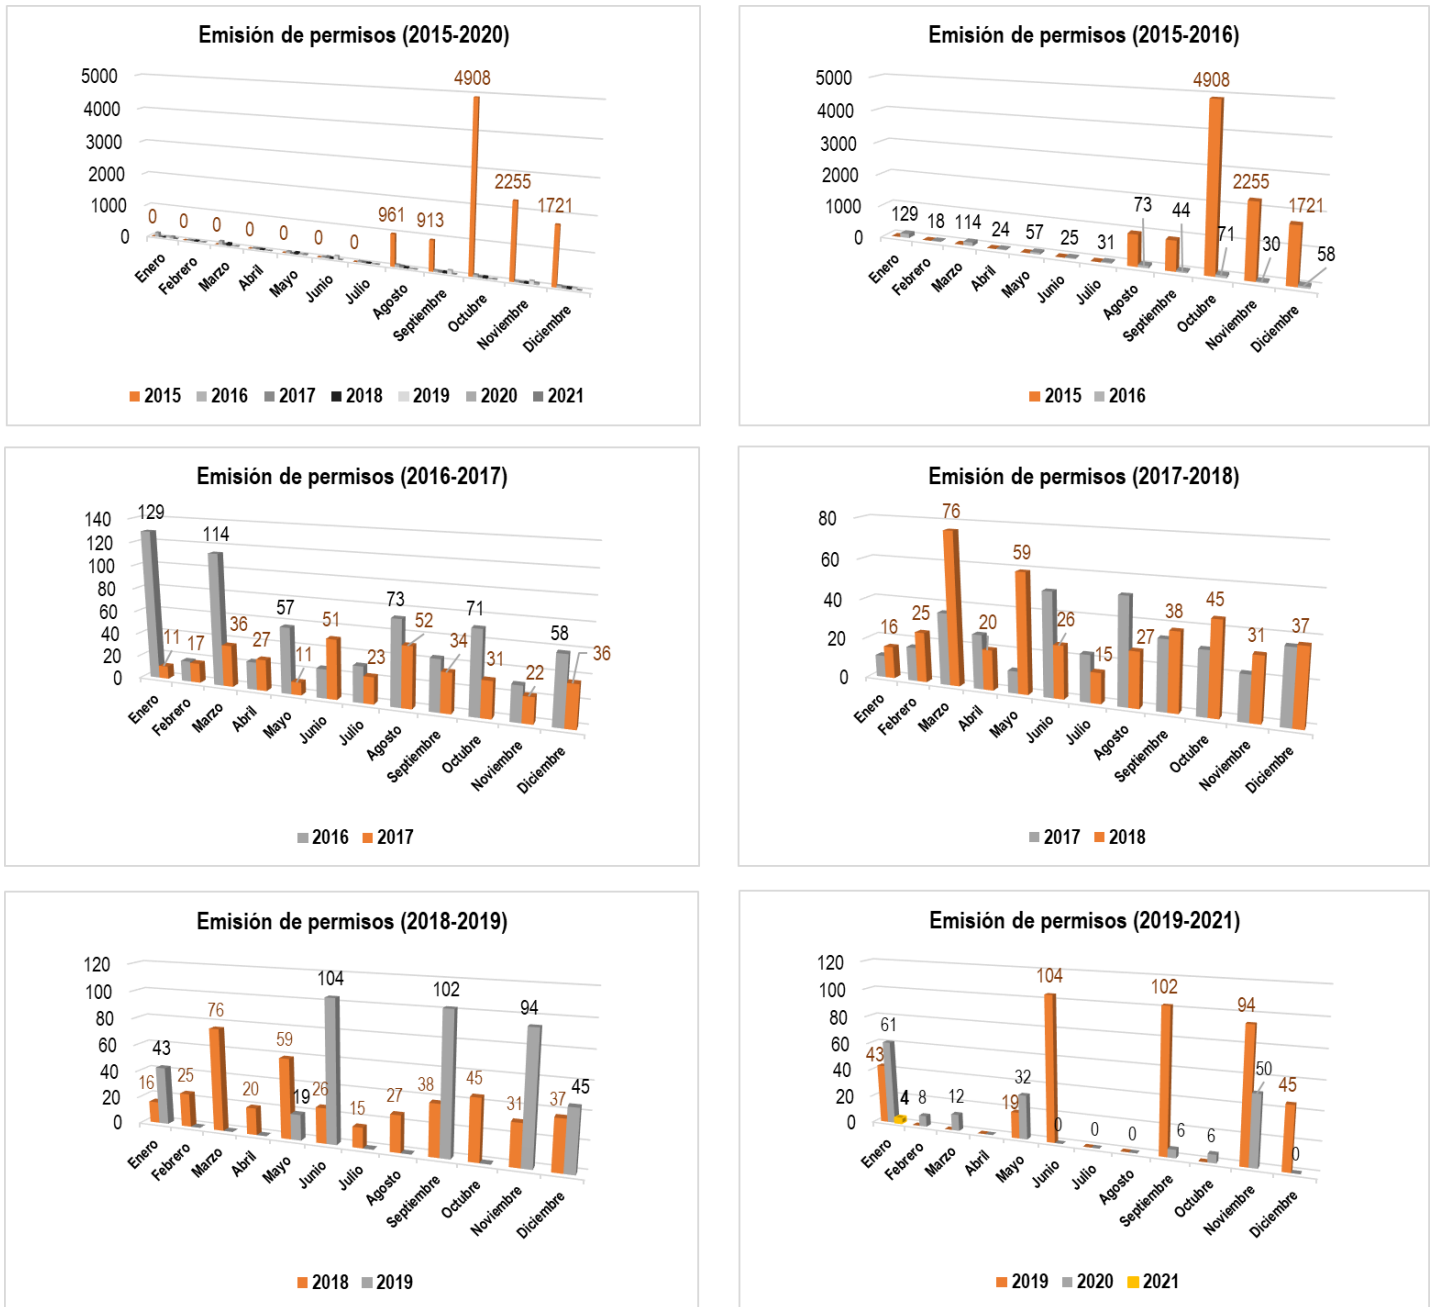 Emisión de permisos (2015-2020)
5000
4000
3000
2000
1000
0
0 0 0 0 0 0 0 961 913 4908 2255 1721
Enero Febrero Marzo Abril Mayo Junio Julio Agosto Septiembre Octubre Noviembre Diciembre
2015 2016 2017 2018 2019 2020 2021
Emisión de permisos (2015-2016)
5000
4000
3000
2000
1000
0
129 18 114 24 57 25 31 73 44 4908 71 2255 30 1721 58
Enero Febrero Marzo Abril Mayo Junio Julio Agosto Septiembre Octubre Noviembre Diciembre
2015 2016
Emisión de permisos (2016-2017)
140
120
100
80
60
40
20
0
129 11 17 114 36 27 57 11 51 23 73 52 34 71 31 22 58 36
Enero Febrero Marzo Abril Mayo Junio Julio Agosto Septiembre Octubre Noviembre Diciembre
2016 2017
Emisión de permisos (2017-2018)
80
60
40
20
0
16 25 76 20 59 26 15 27 38 45 31 37
Enero Febrero Marzo Abril Mayo Junio Julio Agosto Septiembre Octubre Noviembre Diciembre
2017 2018
Emisión de permisos (2018-2019)
120
100
80
60
40
20
0
16 43 25 76 20 59 19 26 104 15 27 38 102 45 31 94 37 45
Enero Febrero Marzo Abril Mayo Junio Julio Agosto Septiembre Octubre Noviembre Diciembre
2018 2019
Emisión de permisos (2019-2021)
120
100
80
60
40
20
0
43 61 4 8 12 19 32 104 0 0 0 102 6 6 94 50 45 0
Enero Febrero Marzo Abril Mayo Junio Julio Agosto Septiembre Octubre Noviembre Diciembre
2019 2020 2021